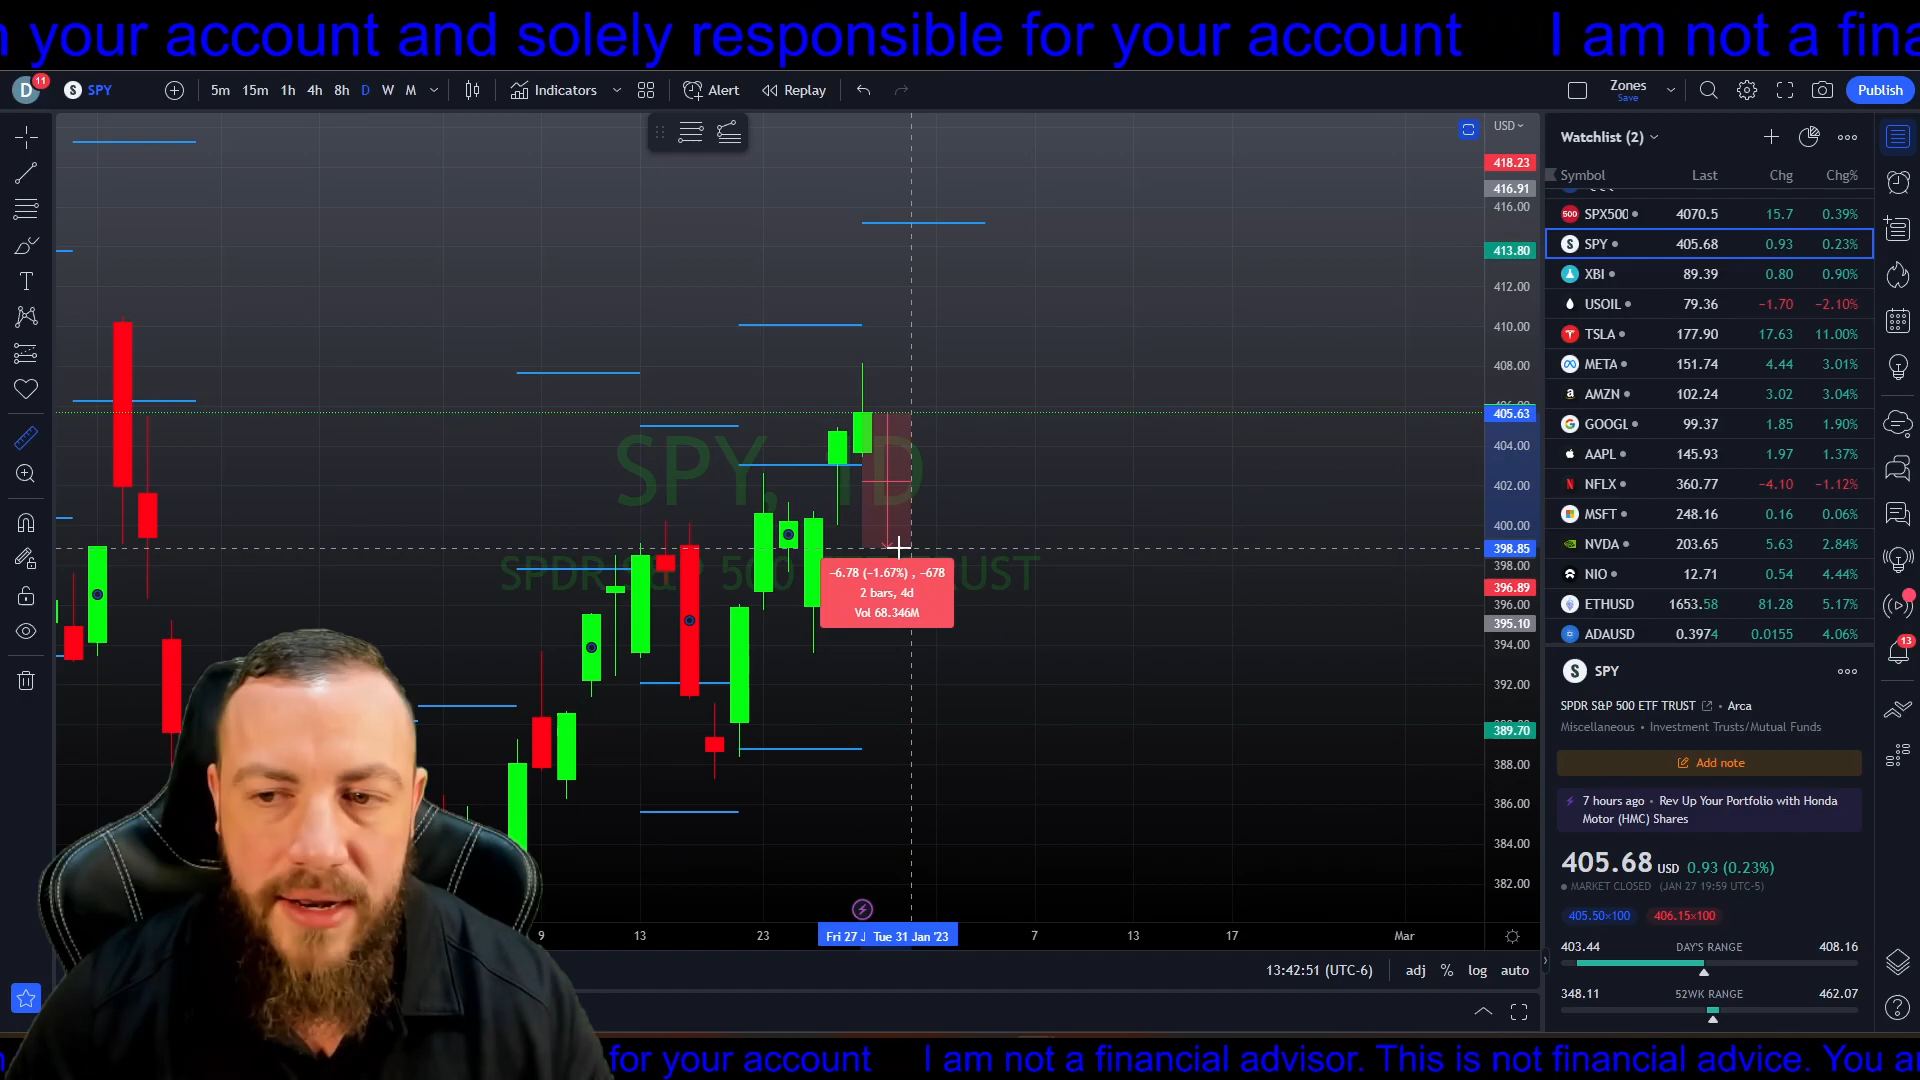 your account and solely responsible for your account I am not a fina
D 11 SPY 5m 15m 1h 4h 8h D W M Indicators Alert Replay Zones Save Publish
USD
418.23
416.91
416.00
413.80
412.00
410.00
408.00
405.63
404.00
402.00
400.00
398.85
398.00
396.89
396.00
395.10
394.00
392.00
389.70
388.00
386.00
384.00
382.00
SPY, 1D
SPDR S&P 500
−6.78 (−1.67%) , −678
2 bars, 4d
Vol 68.346M
9 13 23 Fri 27 J Tue 31 Jan '23 7 13 17 Mar
13:42:51 (UTC-6) adj % log auto
Watchlist (2)
Symbol Last Chg Chg%
SPX500 4070.5 15.7 0.39%
SPY 405.68 0.93 0.23%
XBI 89.39 0.80 0.90%
USOIL 79.36 −1.70 −2.10%
TSLA 177.90 17.63 11.00%
META 151.74 4.44 3.01%
AMZN 102.24 3.02 3.04%
GOOGL 99.37 1.85 1.90%
AAPL 145.93 1.97 1.37%
NFLX 360.77 −4.10 −1.12%
MSFT 248.16 0.16 0.06%
NVDA 203.65 5.63 2.84%
NIO 12.71 0.54 4.44%
ETHUSD 1653.58 81.28 5.17%
ADAUSD 0.3974 0.0155 4.06%
13
SPY
SPDR S&P 500 ETF TRUST • Arca
Miscellaneous • Investment Trusts/Mutual Funds
Add note
7 hours ago • Rev Up Your Portfolio with Honda
Motor (HMC) Shares
405.68 USD 0.93 (0.23%)
MARKET CLOSED (JAN 27 19:59 UTC-5)
405.50×100 406.15×100
403.44 DAY'S RANGE 408.16
348.11 52WK RANGE 462.07
for your account I am not a financial advisor. This is not financial advice. You ar